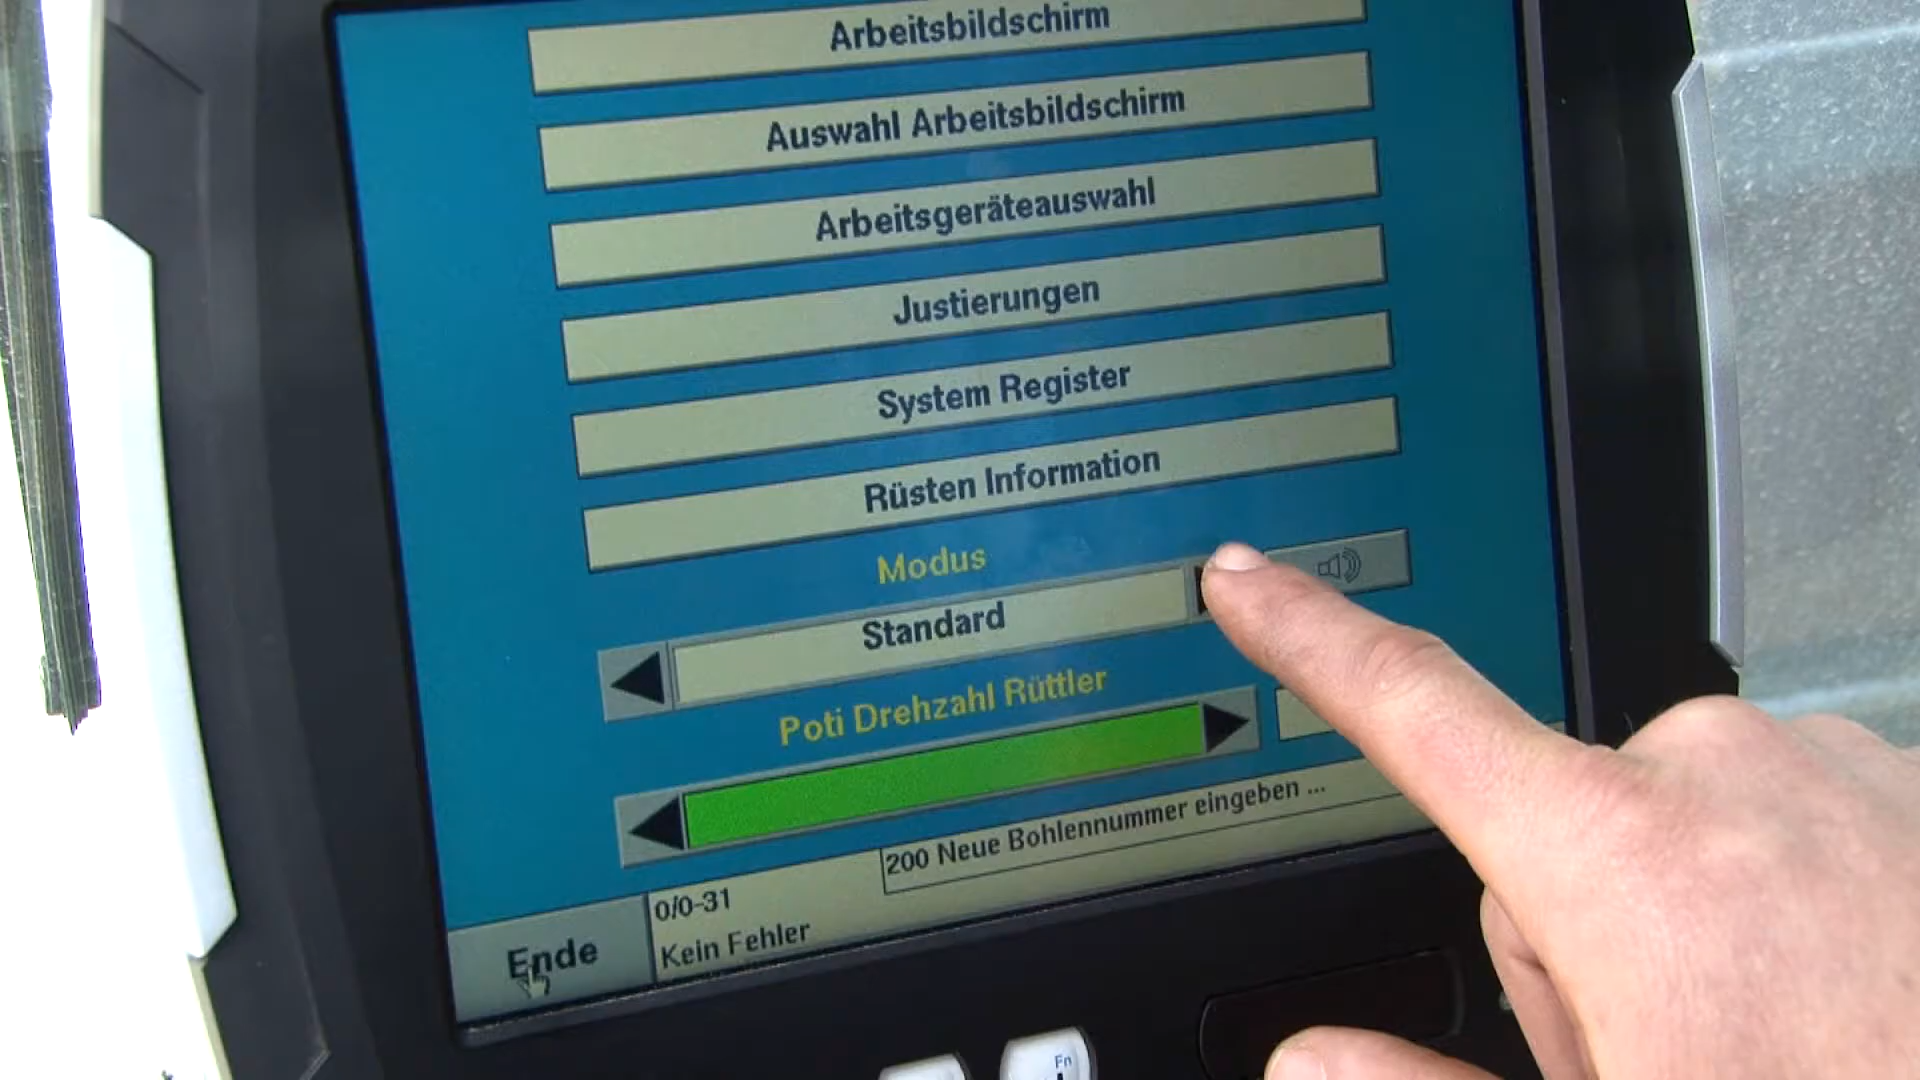 Arbeitsbildschirm
Auswahl Arbeitsbildschirm
Arbeitsgeräteauswahl
Justierungen
System Register
Rüsten Information
Modus
Standard
Poti Drehzahl Rüttler
200 Neue Bohlennummer eingeben ...
0/0-31
Kein Fehler
Ende
Fn